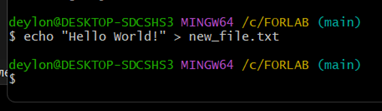 deylon@DESKTOP-SDCSHS3 MINGW64 /c/FORLAB (main)
$ echo "Hello World!" > new_file.txt
deylon@DESKTOP-SDCSHS3 MINGW64 /c/FORLAB (main)
$